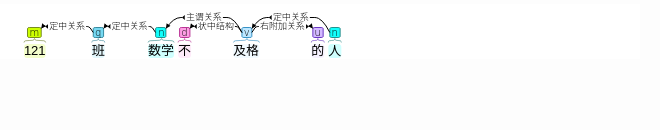 主谓关系 定中关系
定中关系 定中关系 状中结构 右附加关系
m q n d v u n
121 班 数学 不 及格 的 人